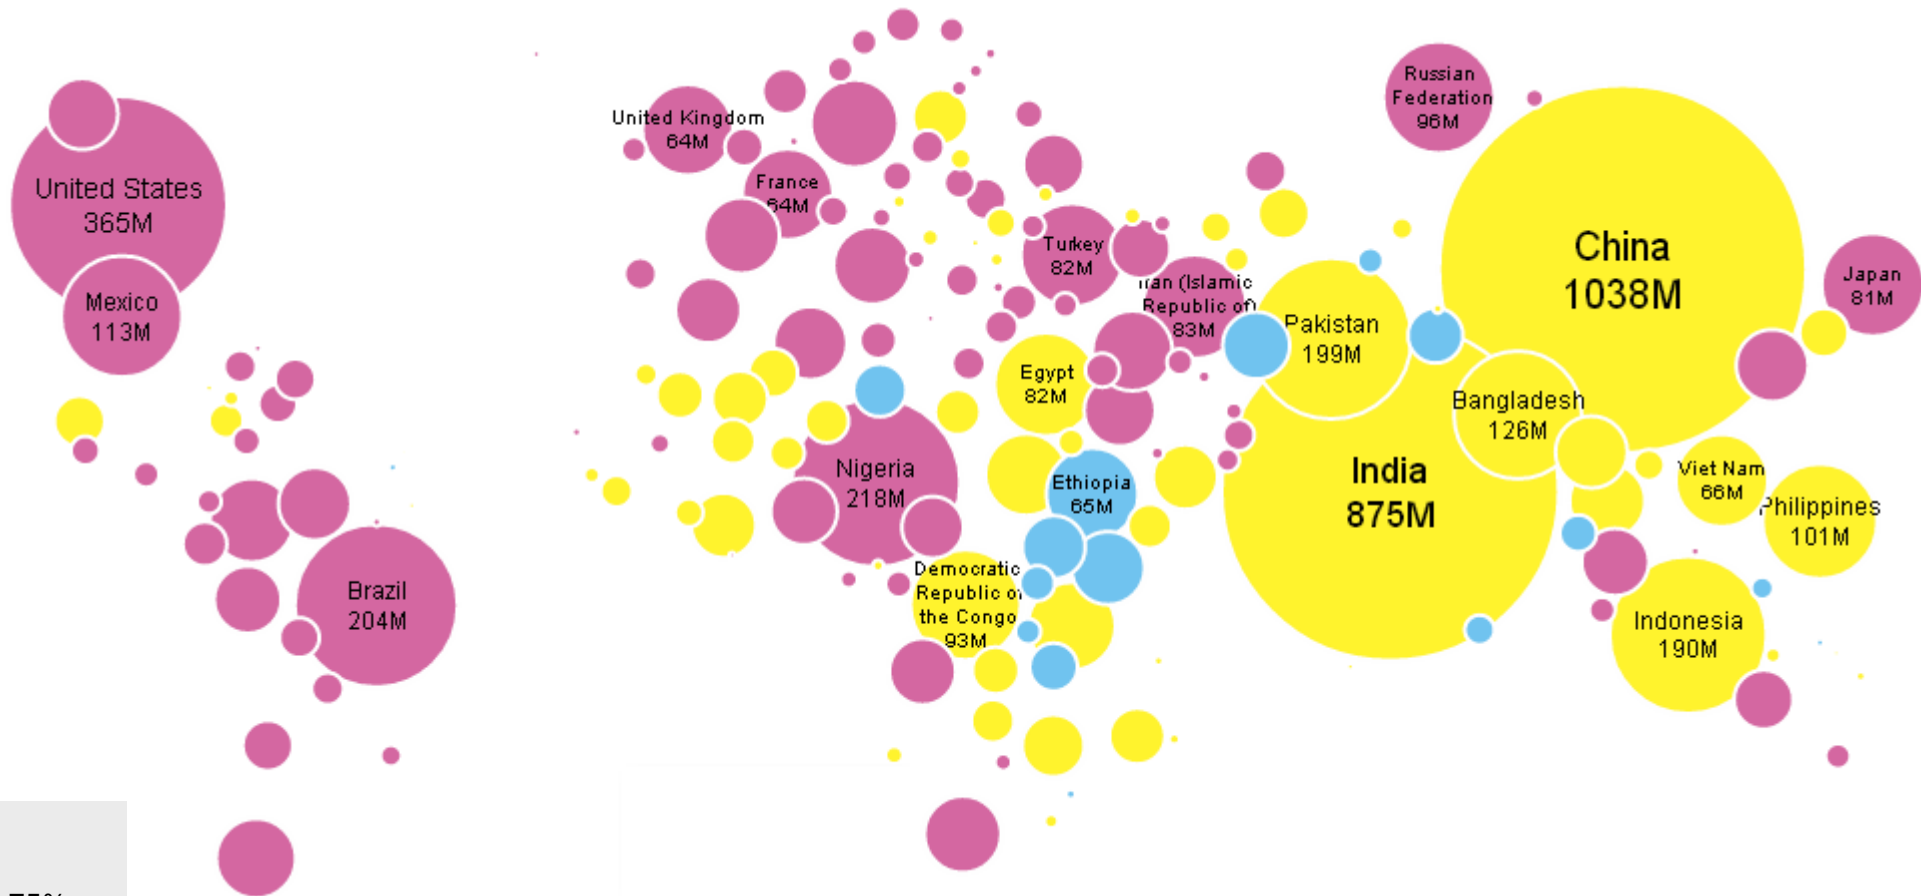 Russian
Federation
96M
United Kingdom
64M
United States
365M
France
64M
China
1038M
Turkey
82M
Japan
81M
Mexico
113M
(Islamic
Republic of)
83M
Pakistan
199M
Egypt
82M
Bangladesh
126M
Nigeria
218M
India
875M
Viet Nam
66M
Ethiopia
65M
Philippines
101M
Democratic
Republic of
the Congo
93M
Brazil
204M
Indonesia
190M